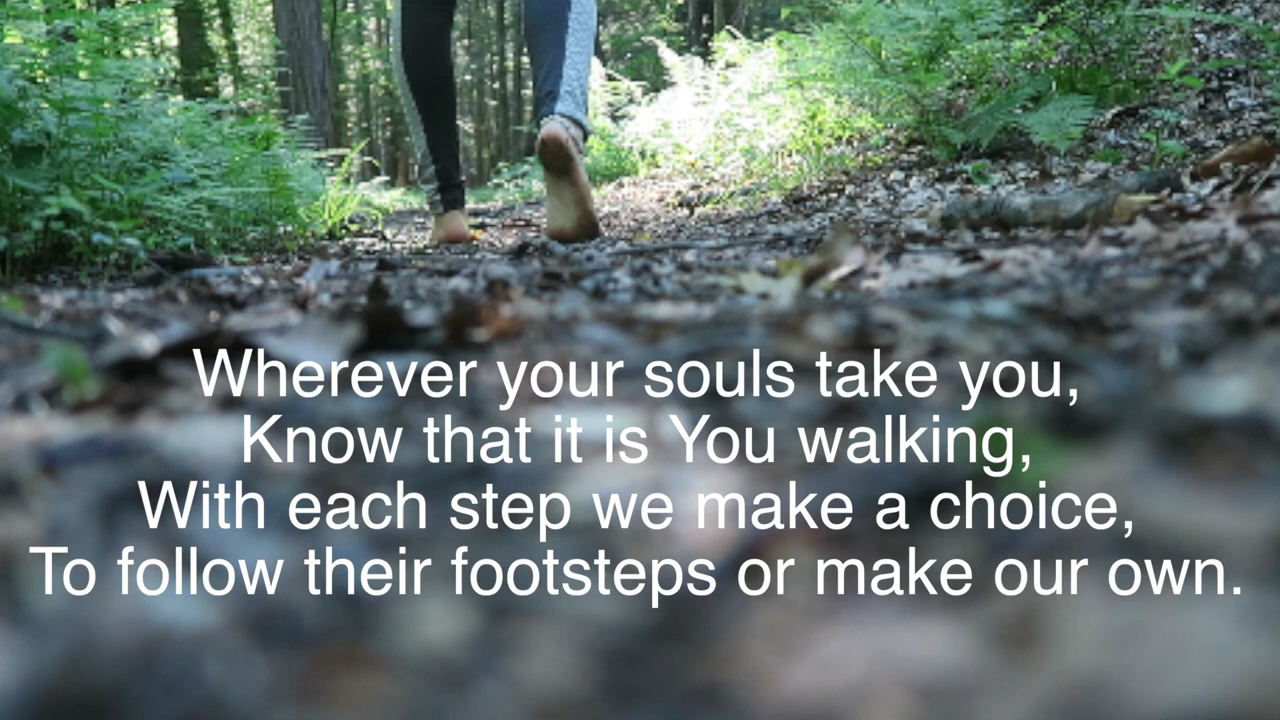 Wherever your souls take you,
Know that it is You walking,
With each step we make a choice,
To follow their footsteps or make our own.